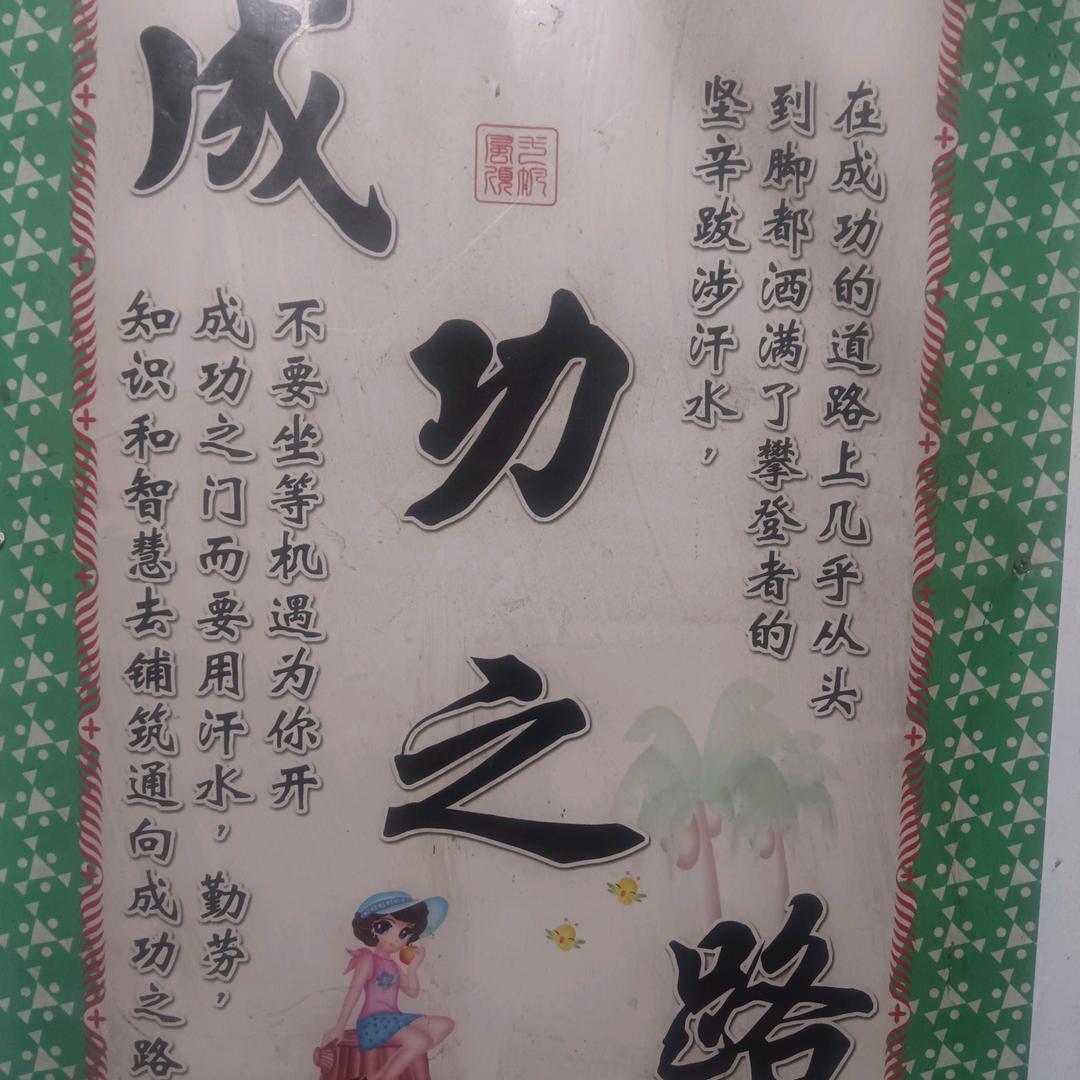 成功之路
在成功的道路上几乎从头
到脚都洒满了攀登者的
坚辛跋涉汗水，
不要坐等机遇为你开
成功之门而要用汗水，勤劳，
知识和智慧去铺筑通向成功之路